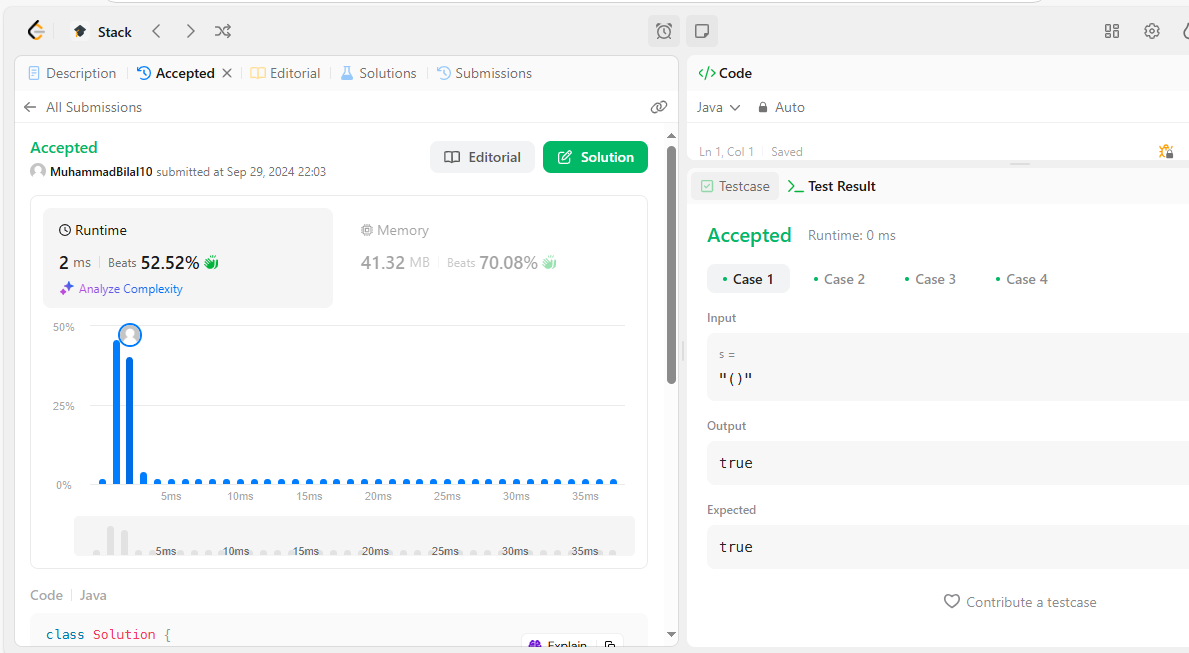 Stack
Description
Accepted
Editorial
Solutions
Submissions
All Submissions
Accepted
MuhammadBilal10 submitted at Sep 29, 2024 22:03
Editorial
Solution
Runtime
2 ms
Beats 52.52%
Analyze Complexity
Memory
41.32 MB
Beats 70.08%
50%
25%
0%
5ms 10ms 15ms 20ms 25ms 30ms 35ms
5ms 10ms 15ms 20ms 25ms 30ms 35ms
Code
Java
class Solution {
Explain
</> Code
Java
Auto
Ln 1, Col 1
Saved
Testcase
Test Result
Accepted
Runtime: 0 ms
Case 1
Case 2
Case 3
Case 4
Input
s =
"()"
Output
true
Expected
true
Contribute a testcase